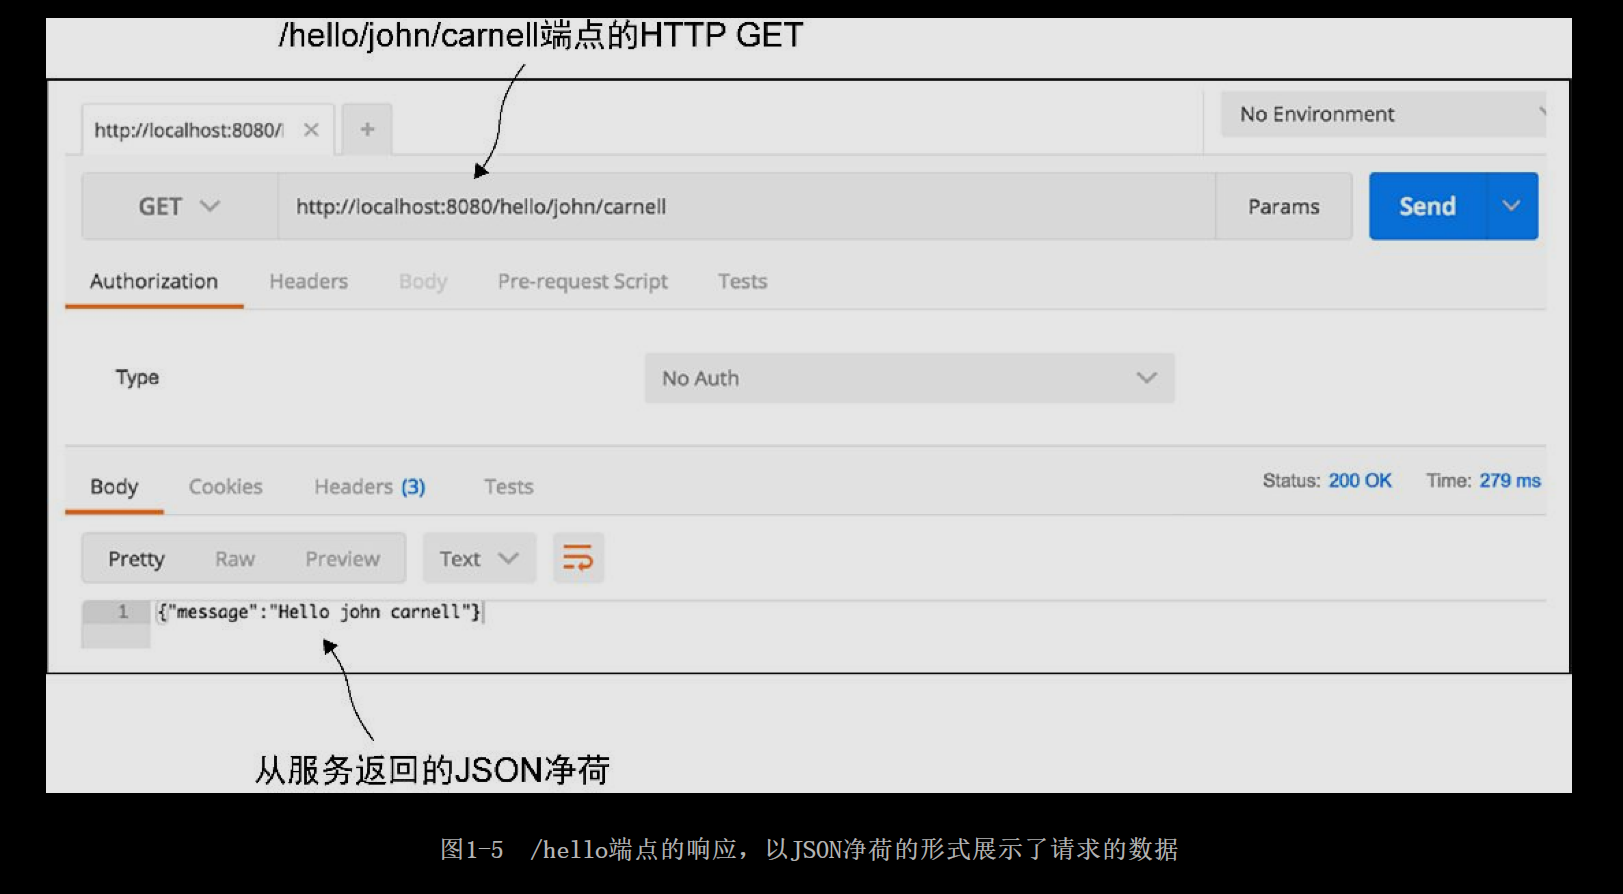 /hello/john/carnell端点的HTTP GET
http://localhost:8080/
No Environment
GET
http://localhost:8080/hello/john/carnell
Params
Send
Authorization
Headers
Body
Pre-request Script
Tests
Type
No Auth
Body
Cookies
Headers (3)
Tests
Status: 200 OK
Time: 279 ms
Pretty
Raw
Preview
Text
1
{"message":"Hello john carnell"}
从服务返回的JSON净荷
图1-5 /hello端点的响应，以JSON净荷的形式展示了请求的数据